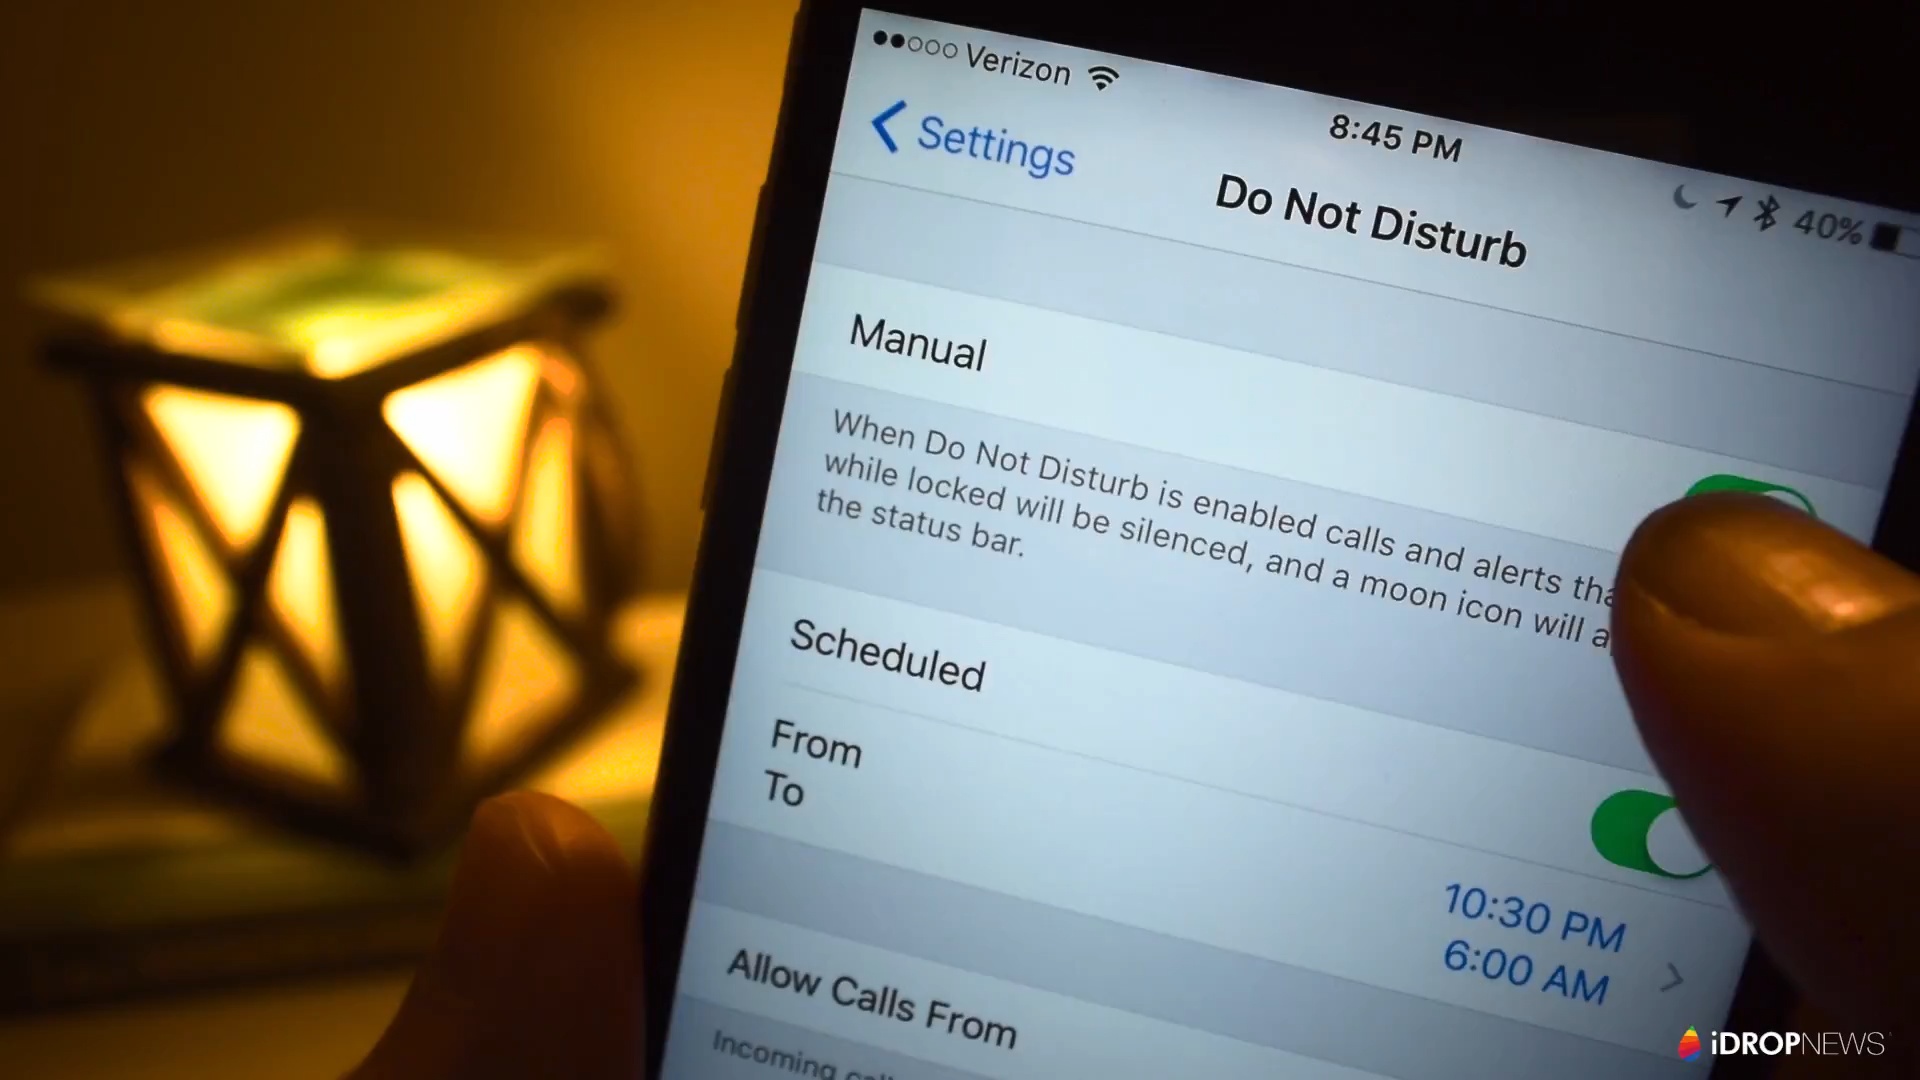 Verizon
8:45 PM
40%
Settings
Do Not Disturb
Manual
When Do Not Disturb is enabled calls and alerts
while locked will be silenced, and a moon icon will
the status bar.
Scheduled
From
To
10:30 PM
6:00 AM
Allow Calls From
Incoming
iDROPNEWS